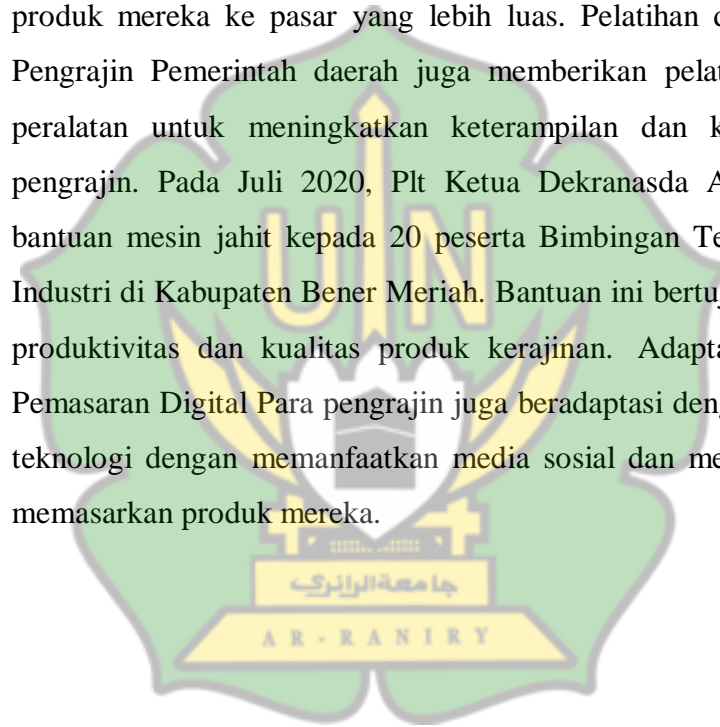 produk mereka ke pasar yang lebih luas. Pelatihan d
Pengrajin Pemerintah daerah juga memberikan pelat
peralatan untuk meningkatkan keterampilan dan k
pengrajin. Pada Juli 2020, Plt Ketua Dekranasda A
bantuan mesin jahit kepada 20 peserta Bimbingan Te
Industri di Kabupaten Bener Meriah. Bantuan ini bertuj
produktivitas dan kualitas produk kerajinan. Adapta
Pemasaran Digital Para pengrajin juga beradaptasi deng
teknologi dengan memanfaatkan media sosial dan me
memasarkan produk mereka.
UIN
جامعة الرانري
AR-RANIRY